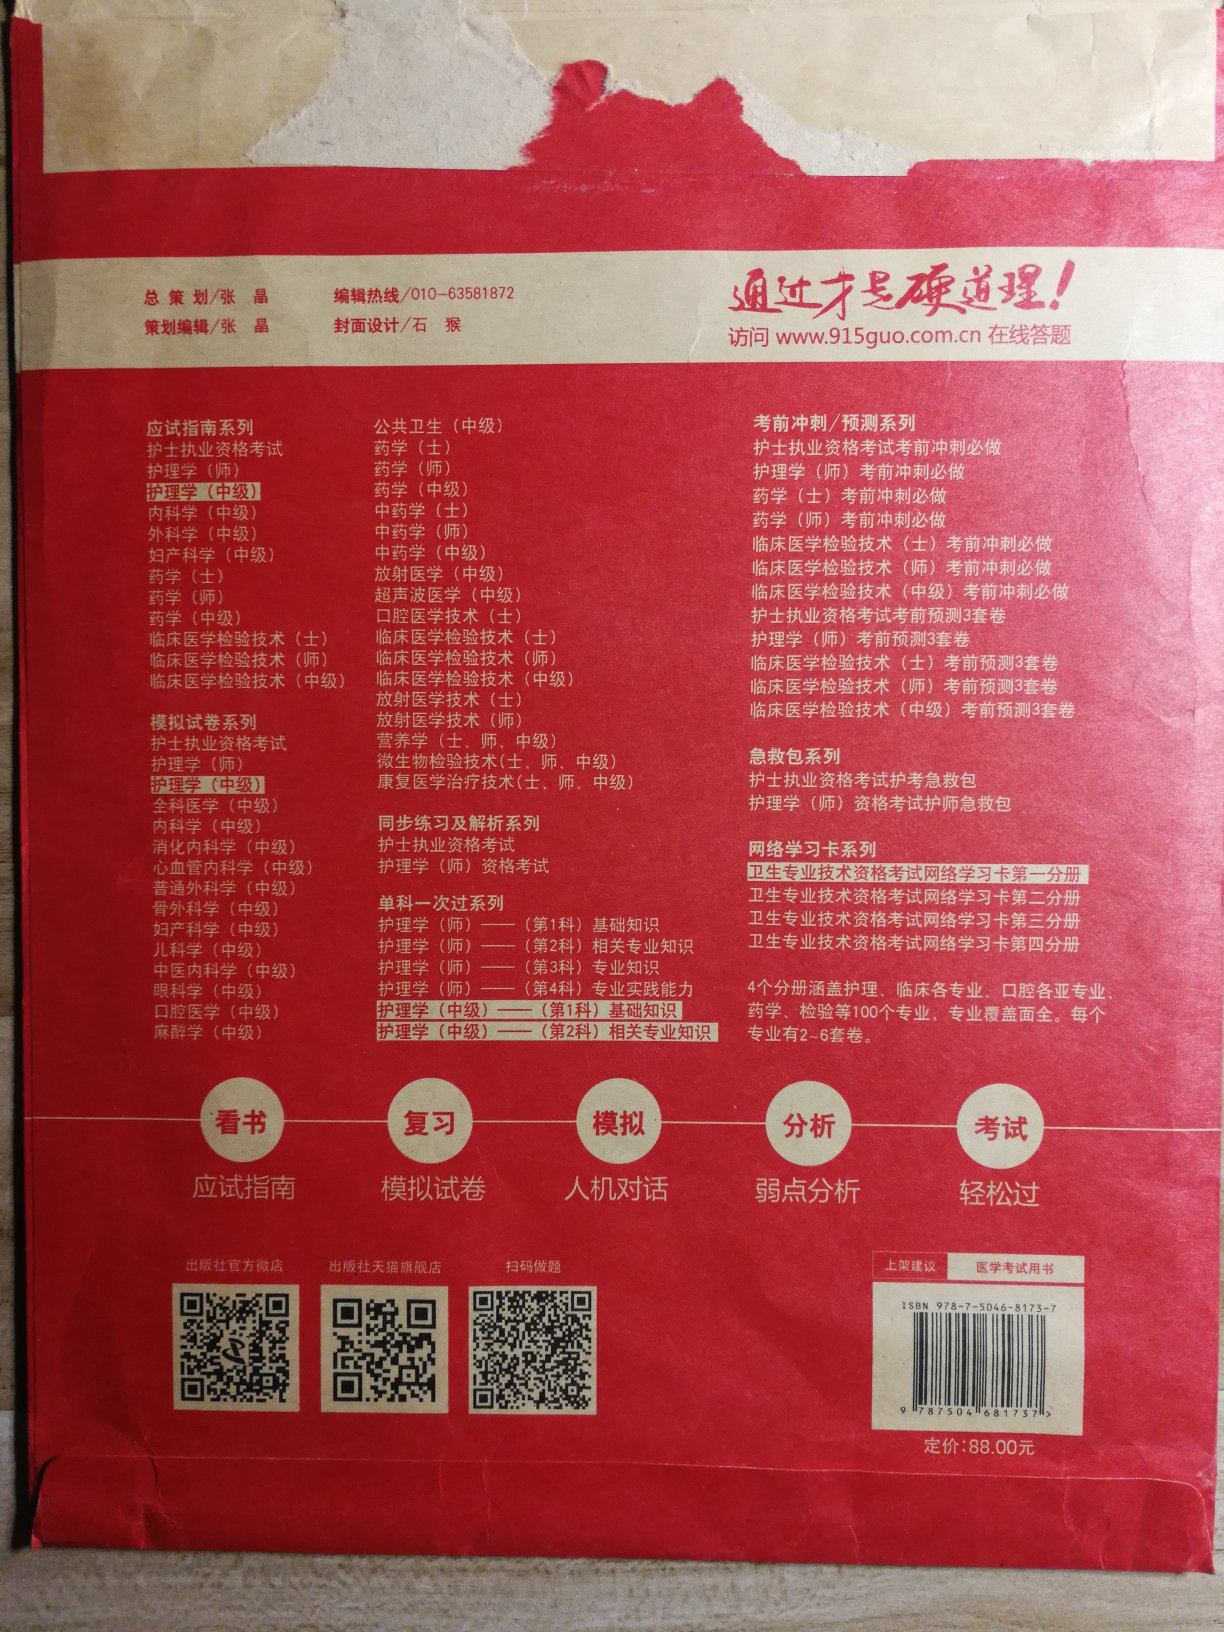 总 策 划/张 晶
策划编辑/张 晶
编辑热线/010-63581872
封面设计/石 猴
通过才是硬道理!
访问 www.915guo.com.cn 在线答题
应试指南系列
护士执业资格考试
护理学（师）
护理学（中级）
内科学（中级）
外科学（中级）
妇产科学（中级）
药学（士）
药学（师）
药学（中级）
临床医学检验技术（士）
临床医学检验技术（师）
临床医学检验技术（中级）
模拟试卷系列
护士执业资格考试
护理学（师）
护理学（中级）
全科医学（中级）
内科学（中级）
消化内科学（中级）
心血管内科学（中级）
普通外科学（中级）
骨外科学（中级）
妇产科学（中级）
儿科学（中级）
中医内科学（中级）
眼科学（中级）
口腔医学（中级）
麻醉学（中级）
公共卫生（中级）
药学（士）
药学（师）
药学（中级）
中药学（士）
中药学（师）
中药学（中级）
放射医学（中级）
超声波医学（中级）
口腔医学技术（士）
临床医学检验技术（士）
临床医学检验技术（师）
临床医学检验技术（中级）
放射医学技术（士）
放射医学技术（师）
营养学（士、师、中级）
微生物检验技术(士、师、中级）
康复医学治疗技术(士、师、中级）
同步练习及解析系列
护士执业资格考试
护理学（师）资格考试
单科一次过系列
护理学（师）——（第1科）基础知识
护理学（师）——（第2科）相关专业知识
护理学（师）——（第3科）专业知识
护理学（师）——（第4科）专业实践能力
护理学（中级）——（第1科）基础知识
护理学（中级）——（第2科）相关专业知识
考前冲刺/预测系列
护士执业资格考试考前冲刺必做
护理学（师）考前冲刺必做
药学（士）考前冲刺必做
药学（师）考前冲刺必做
临床医学检验技术（士）考前冲刺必做
临床医学检验技术（师）考前冲刺必做
临床医学检验技术（中级）考前冲刺必做
护士执业资格考试考前预测3套卷
护理学（师）考前预测3套卷
临床医学检验技术（士）考前预测3套卷
临床医学检验技术（师）考前预测3套卷
临床医学检验技术（中级）考前预测3套卷
急救包系列
护士执业资格考试护考急救包
护理学（师）资格考试护师急救包
网络学习卡系列
卫生专业技术资格考试网络学习卡第一分册
卫生专业技术资格考试网络学习卡第二分册
卫生专业技术资格考试网络学习卡第三分册
卫生专业技术资格考试网络学习卡第四分册
4个分册涵盖护理、临床各专业、口腔各亚专业、
药学、检验等100个专业，专业覆盖面全。每个
专业有2~6套卷。
看书
复习
模拟
分析
考试
应试指南
模拟试卷
人机对话
弱点分析
轻松过
出版社官方微店
出版社天猫旗舰店
扫码做题
上架建议
医学考试用书
ISBN 978-7-5046-8173-7
9 787504 681737>
定价:88.00元